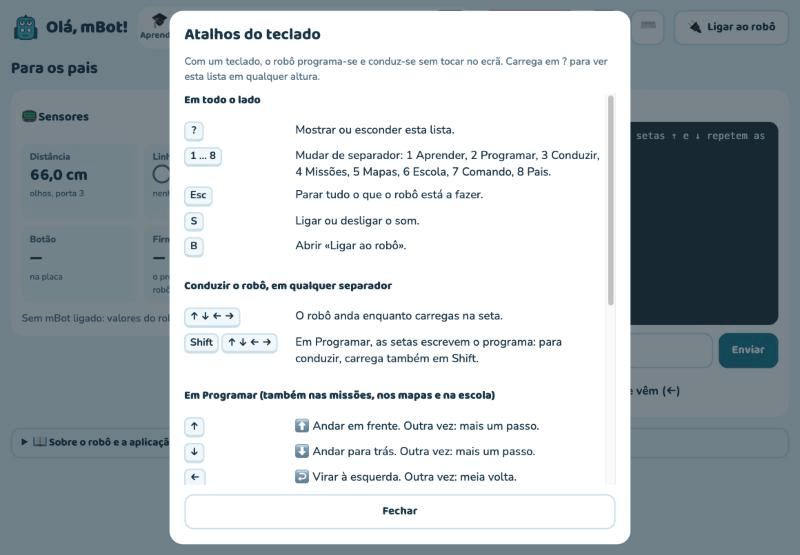 Olá, mBot!
Aprend
Ligar ao robô
Para os pais
Sensores
Distância
66,0 cm
olhos, porta 3
Botão
—
na placa
Sem mBot ligado: valores do
setas ↑ e ↓ repetem as
Enviar
e vêm (←)
Sobre o robô e a aplicaçã
Atalhos do teclado
Com um teclado, o robô programa-se e conduz-se sem tocar no ecrã. Carrega em ? para ver
esta lista em qualquer altura.
Em todo o lado
? Mostrar ou esconder esta lista.
1 … 8 Mudar de separador: 1 Aprender, 2 Programar, 3 Conduzir,
4 Missões, 5 Mapas, 6 Escola, 7 Comando, 8 Pais.
Esc Parar tudo o que o robô está a fazer.
S Ligar ou desligar o som.
B Abrir «Ligar ao robô».
Conduzir o robô, em qualquer separador
↑ ↓ ← → O robô anda enquanto carregas na seta.
Shift ↑ ↓ ← → Em Programar, as setas escrevem o programa: para
conduzir, carrega também em Shift.
Em Programar (também nas missões, nos mapas e na escola)
↑ ⬆️ Andar em frente. Outra vez: mais um passo.
↓ ⬇️ Andar para trás. Outra vez: mais um passo.
← ↩️ Virar à esquerda. Outra vez: meia volta.
Fechar